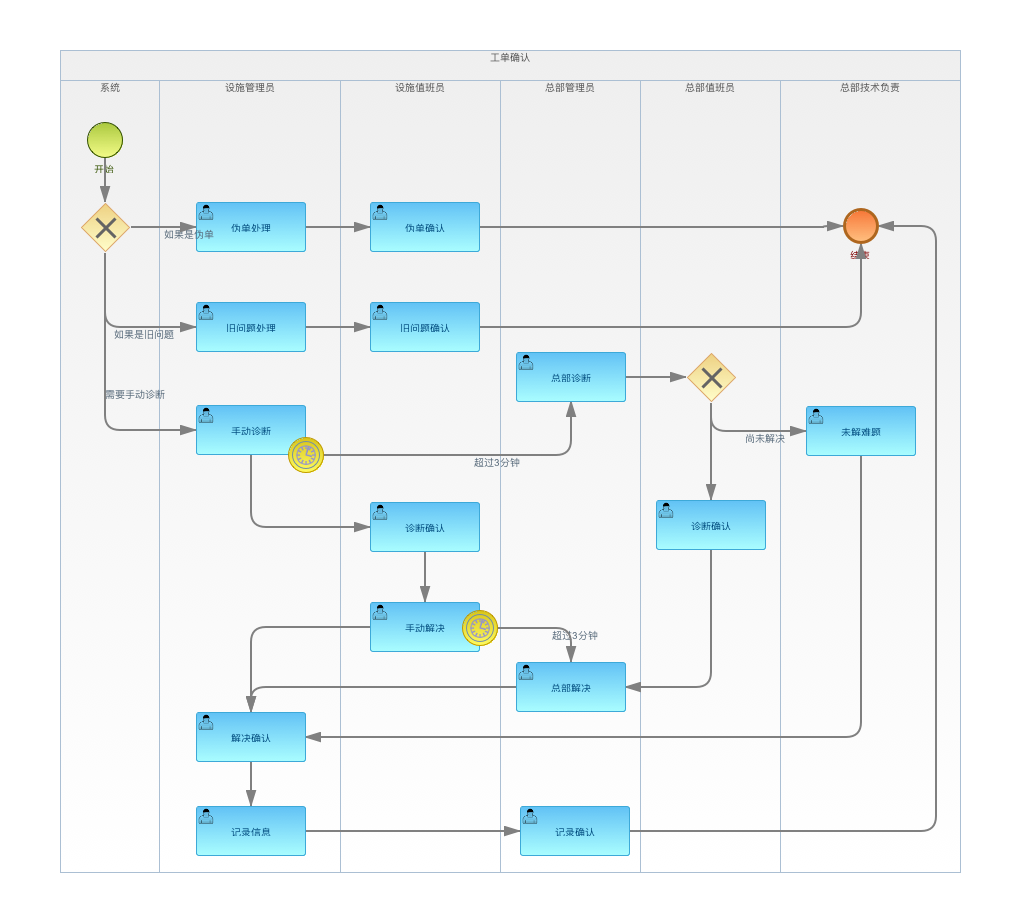 工单确认
系统
设施管理员
设施值班员
总部管理员
总部值班员
总部技术负责
开始
如果是伪单
伪单处理
伪单确认
结束
如果是旧问题
旧问题处理
旧问题确认
总部诊断
需要手动诊断
手动诊断
超过3分钟
尚未解决
未解难题
诊断确认
诊断确认
手动解决
超过3分钟
总部解决
解决确认
记录信息
记录确认